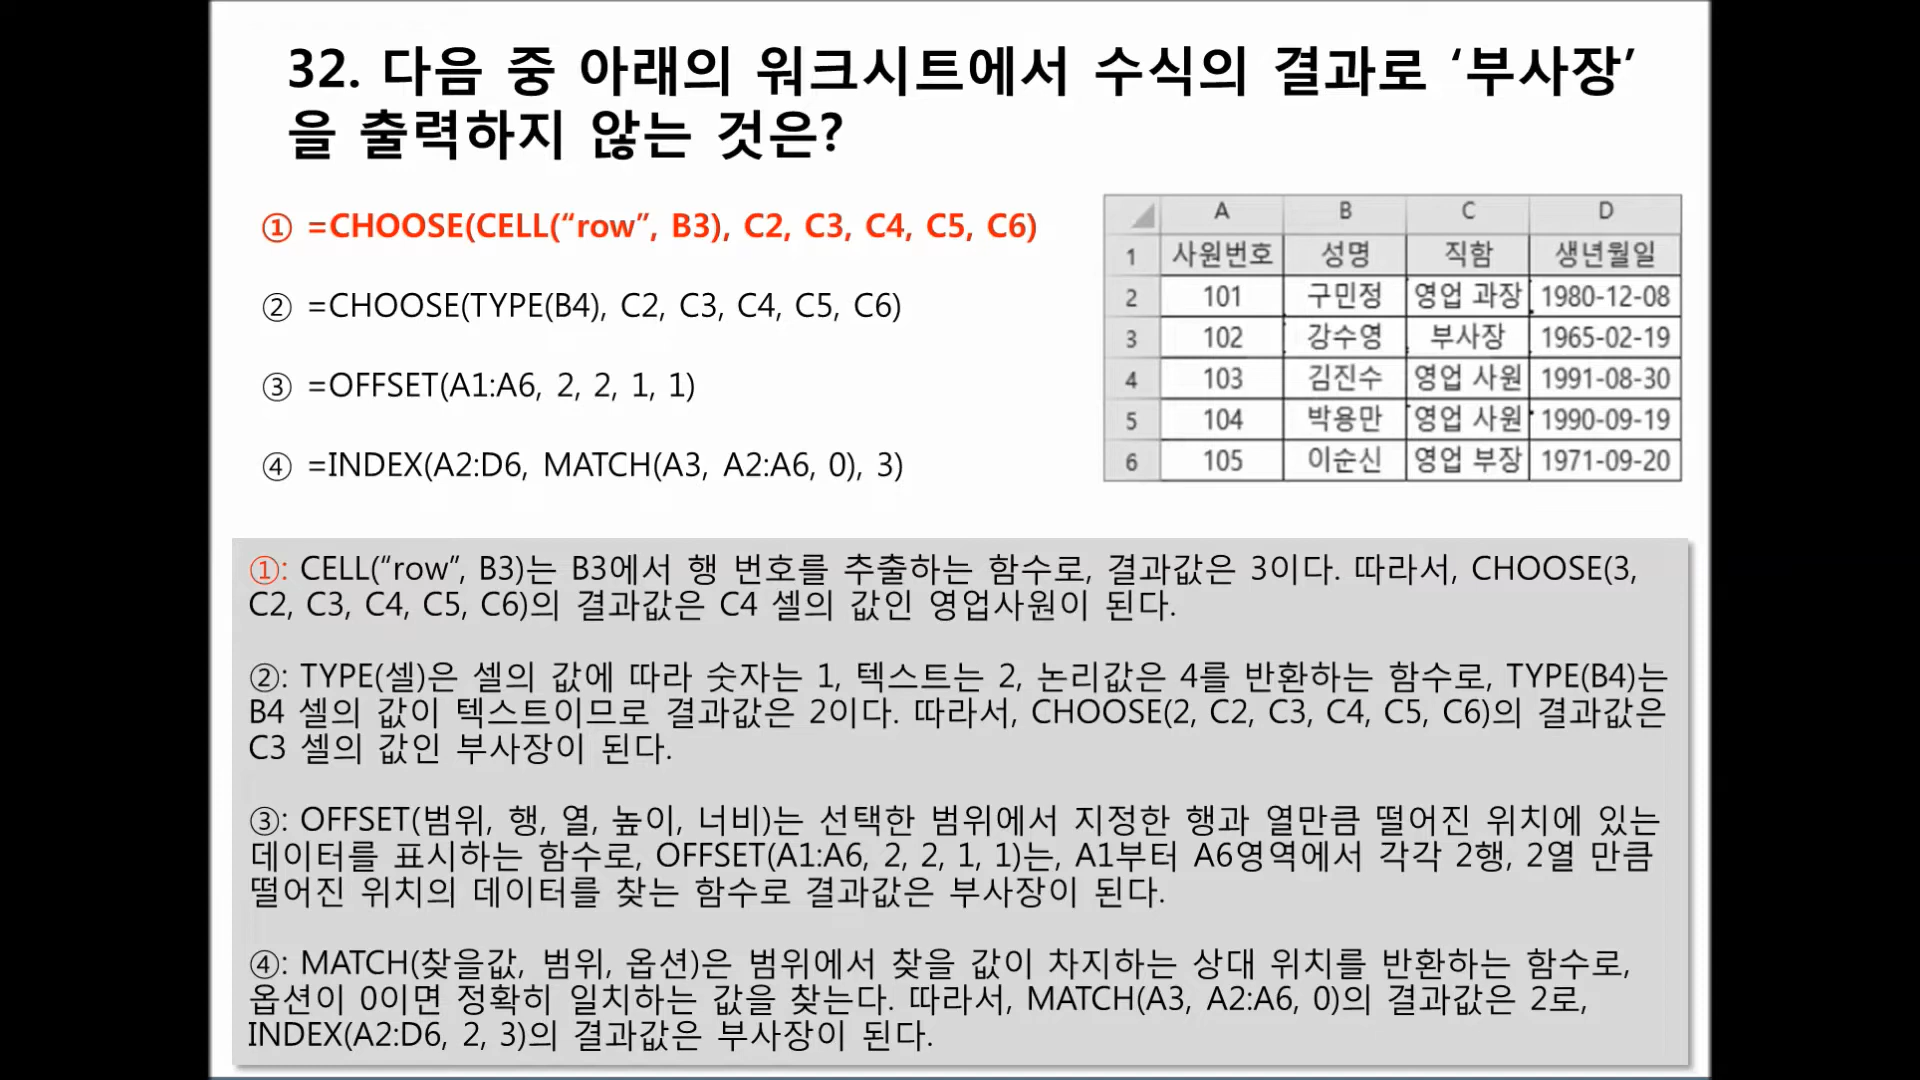 32. 다음 중 아래의 워크시트에서 수식의 결과로 ‘부사장’
을 출력하지 않는 것은?
① =CHOOSE(CELL(“row”, B3), C2, C3, C4, C5, C6)
② =CHOOSE(TYPE(B4), C2, C3, C4, C5, C6)
③ =OFFSET(A1:A6, 2, 2, 1, 1)
④ =INDEX(A2:D6, MATCH(A3, A2:A6, 0), 3)
A B C D
1 사원번호 성명 직함 생년월일
2 101 구민정 영업 과장 1980-12-08
3 102 강수영 부사장 1965-02-19
4 103 김진수 영업 사원 1991-08-30
5 104 박용만 영업 사원 1990-09-19
6 105 이순신 영업 부장 1971-09-20
①: CELL(“row”, B3)는 B3에서 행 번호를 추출하는 함수로, 결과값은 3이다. 따라서, CHOOSE(3,
C2, C3, C4, C5, C6)의 결과값은 C4 셀의 값인 영업사원이 된다.
②: TYPE(셀)은 셀의 값에 따라 숫자는 1, 텍스트는 2, 논리값은 4를 반환하는 함수로, TYPE(B4)는
B4 셀의 값이 텍스트이므로 결과값은 2이다. 따라서, CHOOSE(2, C2, C3, C4, C5, C6)의 결과값은
C3 셀의 값인 부사장이 된다.
③: OFFSET(범위, 행, 열, 높이, 너비)는 선택한 범위에서 지정한 행과 열만큼 떨어진 위치에 있는
데이터를 표시하는 함수로, OFFSET(A1:A6, 2, 2, 1, 1)는, A1부터 A6영역에서 각각 2행, 2열 만큼
떨어진 위치의 데이터를 찾는 함수로 결과값은 부사장이 된다.
④: MATCH(찾을값, 범위, 옵션)은 범위에서 찾을 값이 차지하는 상대 위치를 반환하는 함수로,
옵션이 0이면 정확히 일치하는 값을 찾는다. 따라서, MATCH(A3, A2:A6, 0)의 결과값은 2로,
INDEX(A2:D6, 2, 3)의 결과값은 부사장이 된다.